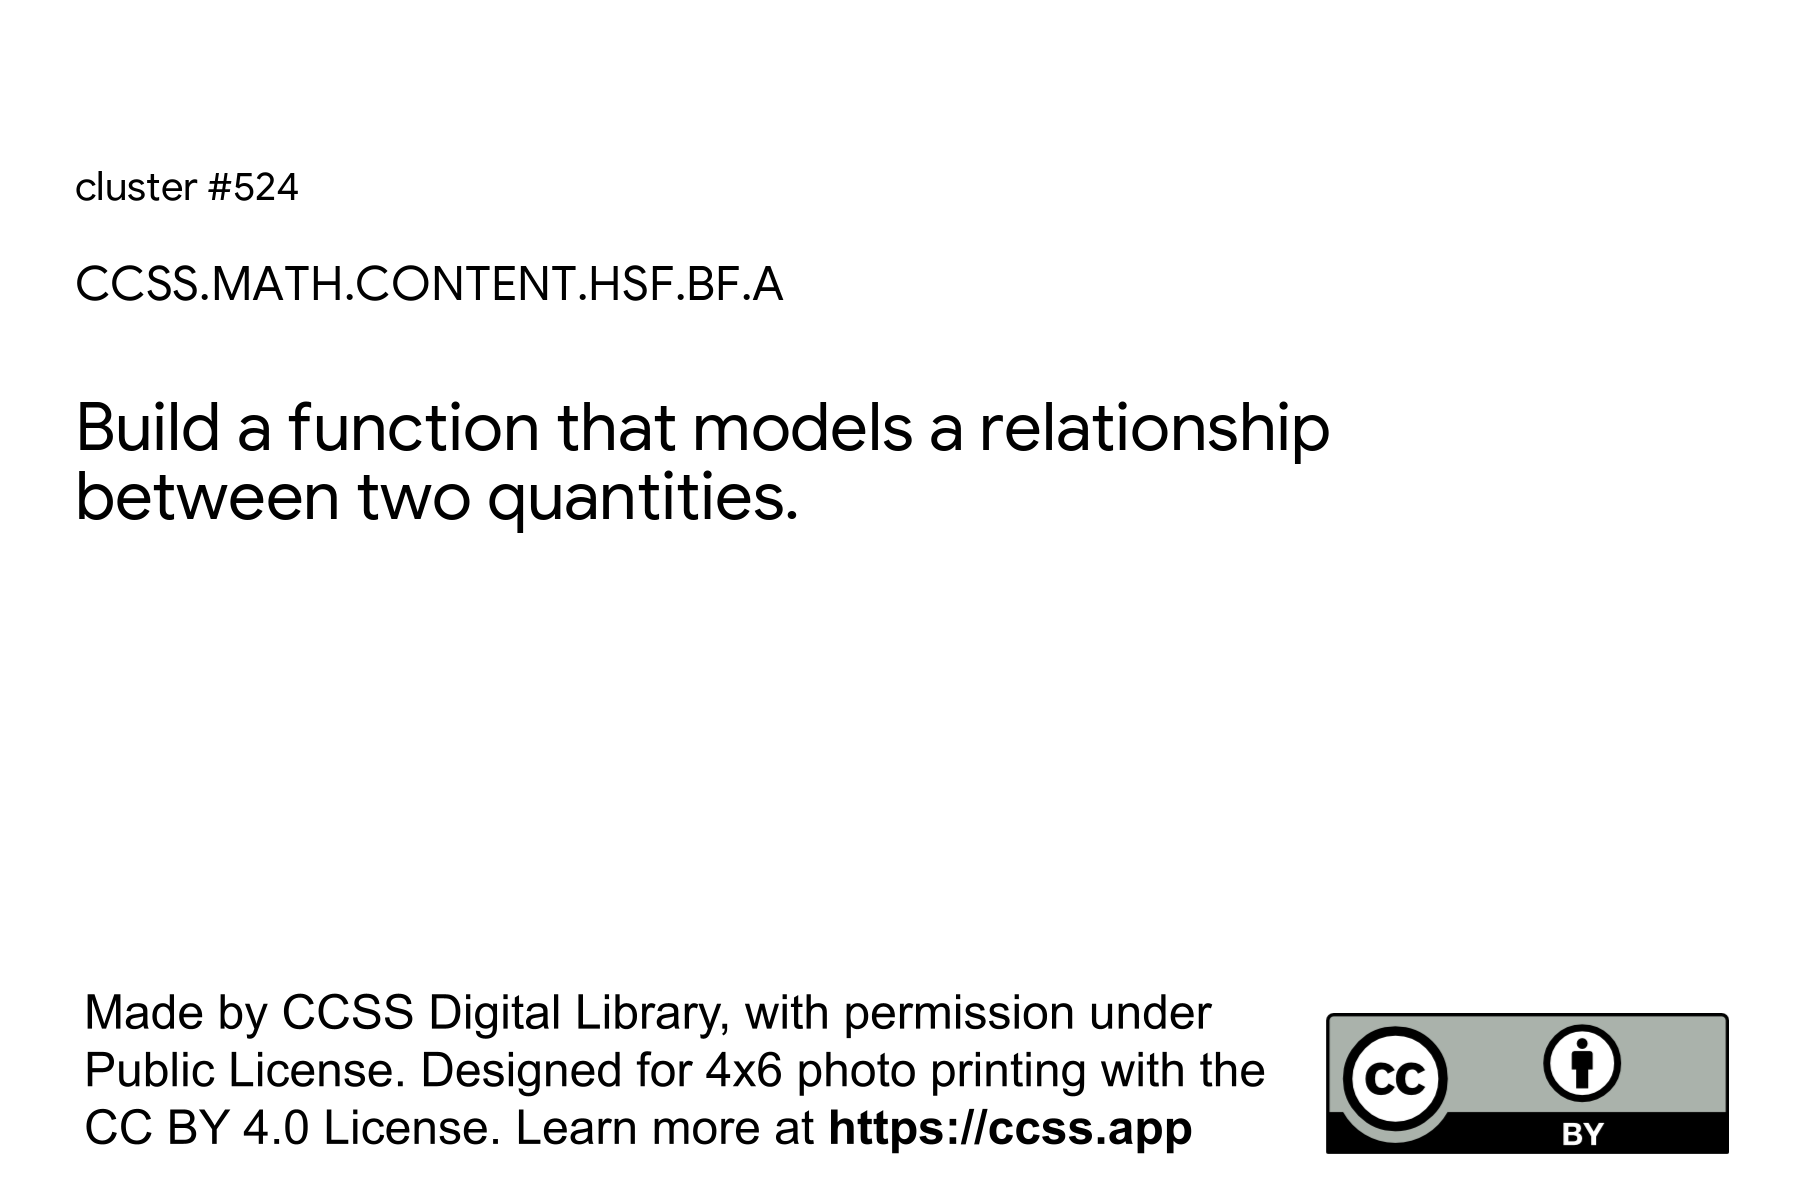 cluster #524
CCSS.MATH.CONTENT.HSF.BF.A
Build a function that models a relationship
between two quantities.
Made by CCSS Digital Library, with permission under
Public License. Designed for 4x6 photo printing with the
CC BY 4.0 License. Learn more at https://ccss.app
CC
BY